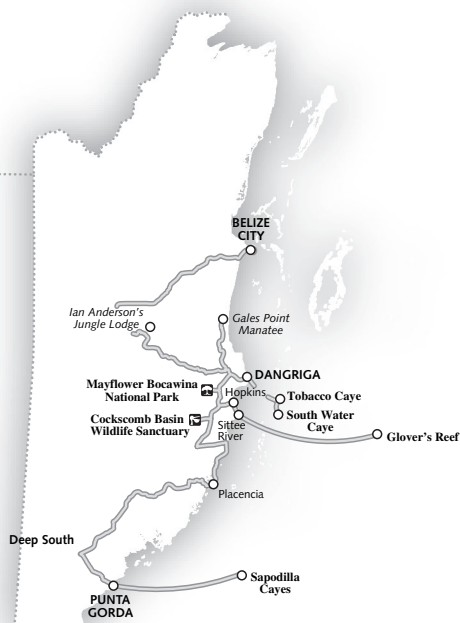 BELIZE
CITY
Ian Anderson's
Jungle Lodge
Gales Point
Manatee
DANGRIGA
Mayflower Bocawina
National Park
Hopkins
Tobacco Caye
Cockscomb Basin
Wildlife Sanctuary
South Water
Caye
Sittee
River
Glover's Reef
Placencia
Deep South
Sapodilla
Cayes
PUNTA
GORDA